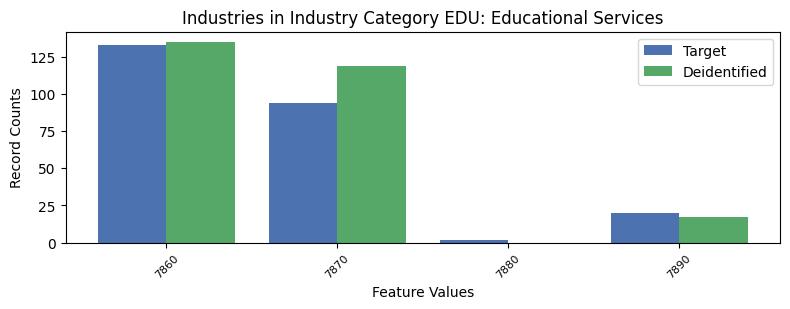 Industries in Industry Category EDU: Educational Services
Target
Deidentified
Record Counts
125
100
75
50
25
0
7860
7870
7880
7890
Feature Values